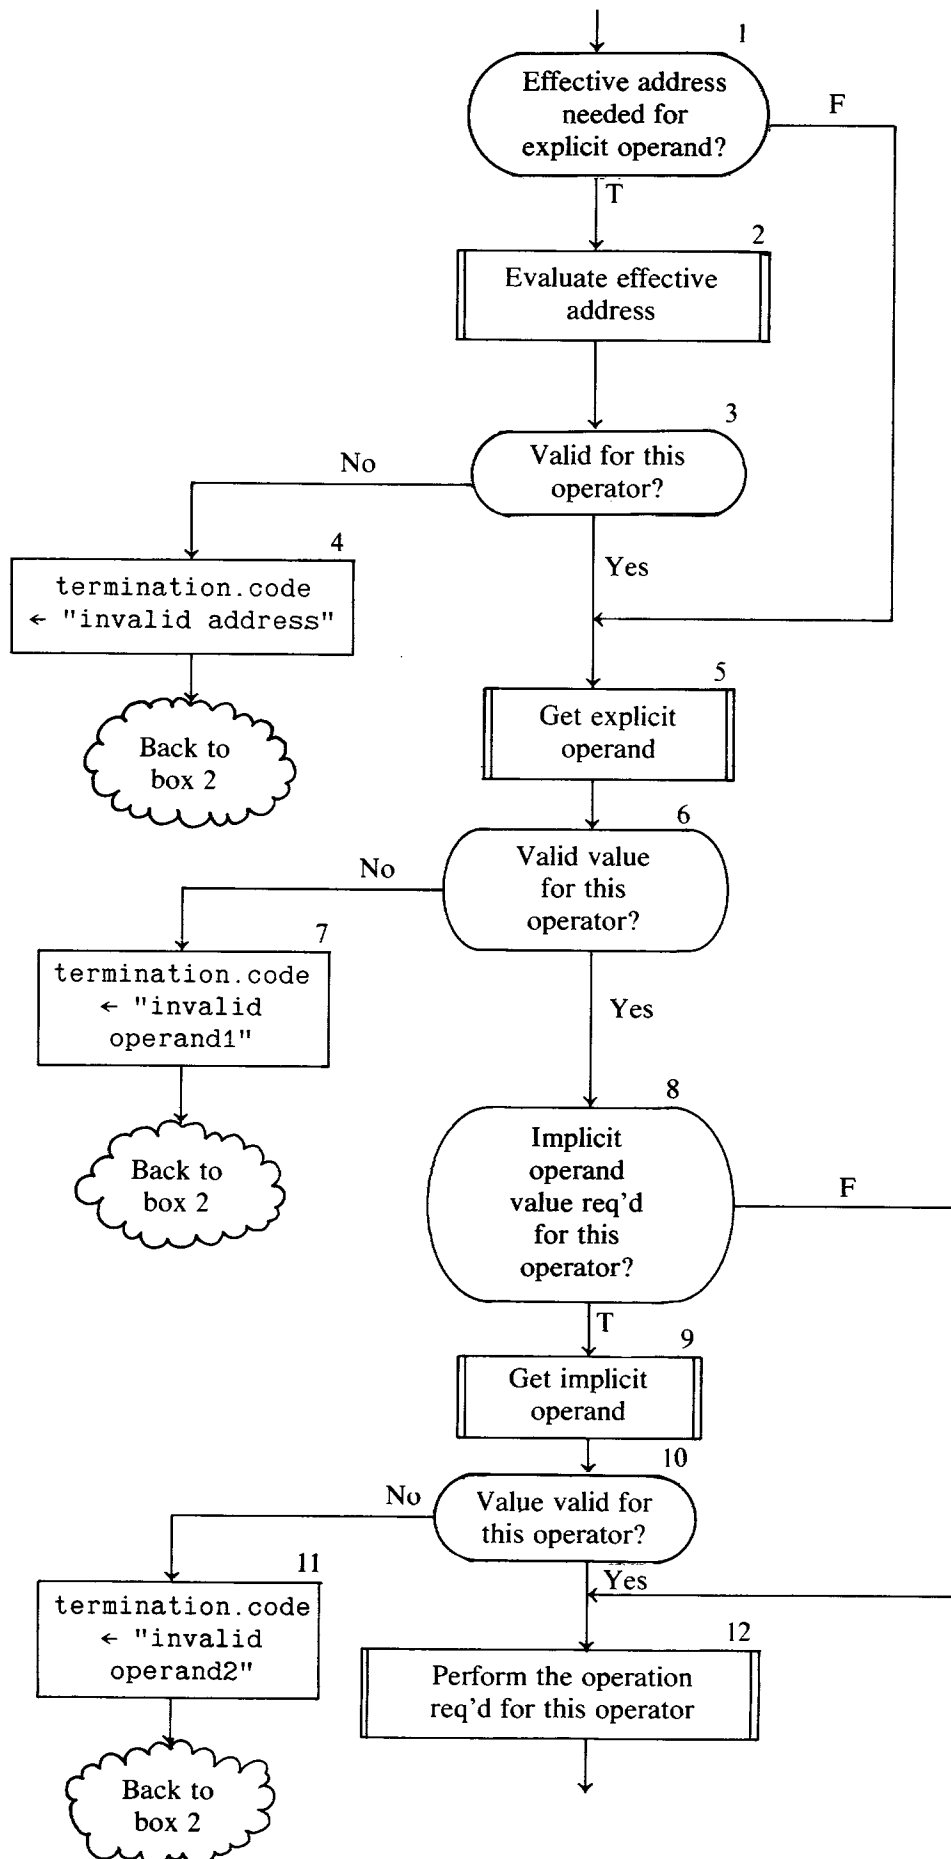 1
Effective address
needed for
explicit operand?
F
T
2
Evaluate effective
address
3
Valid for this
operator?
No
Yes
4
termination.code
← "invalid address"
Back to
box 2
5
Get explicit
operand
6
Valid value
for this
operator?
No
Yes
7
termination.code
← "invalid
operand1"
Back to
box 2
8
Implicit
operand
value req'd
for this
operator?
F
T
9
Get implicit
operand
10
Value valid for
this operator?
No
Yes
11
termination.code
← "invalid
operand2"
Back to
box 2
12
Perform the operation
req'd for this operator